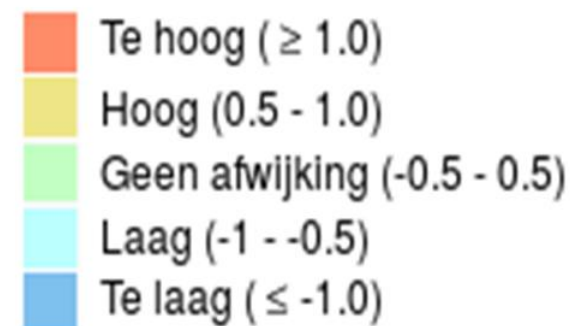 Te hoog ( ≥ 1.0)
Hoog (0.5 - 1.0)
Geen afwijking (-0.5 - 0.5)
Laag (-1 - -0.5)
Te laag ( ≤ -1.0)